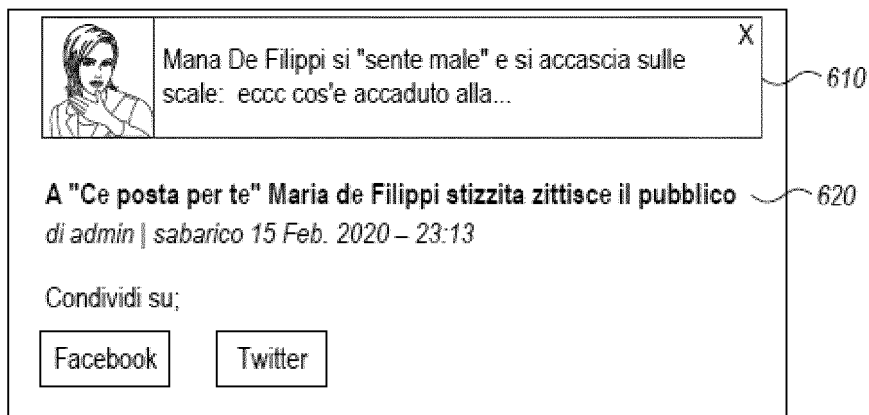 X
Mana De Filippi si "sente male" e si accascia sulle
scale: eccc cos'e accaduto alla...
610
A "Ce posta per te" Maria de Filippi stizzita zittisce il pubblico
620
di admin | sabarico 15 Feb. 2020 – 23:13
Condividi su;
Facebook
Twitter